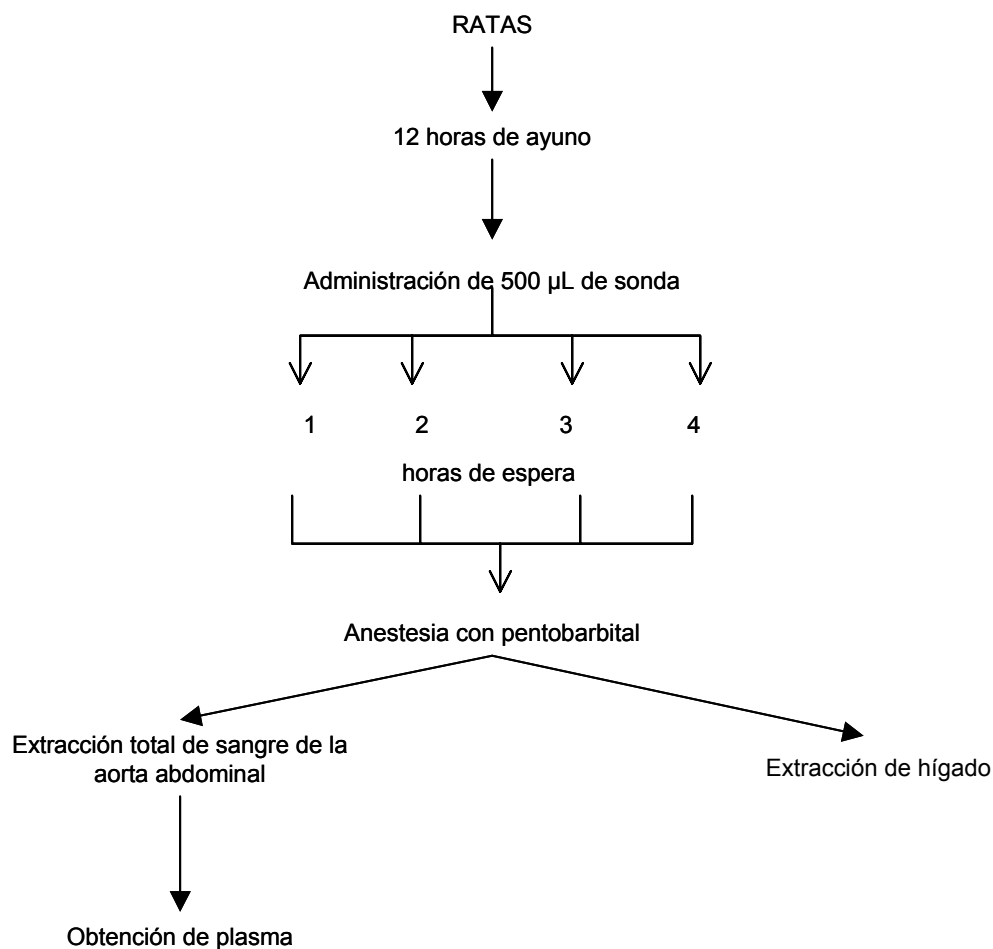 RATAS
12 horas de ayuno
Administración de 500 µL de sonda
1 2 3 4
horas de espera
Anestesia con pentobarbital
Extracción total de sangre de la
aorta abdominal
Extracción de hígado
Obtención de plasma